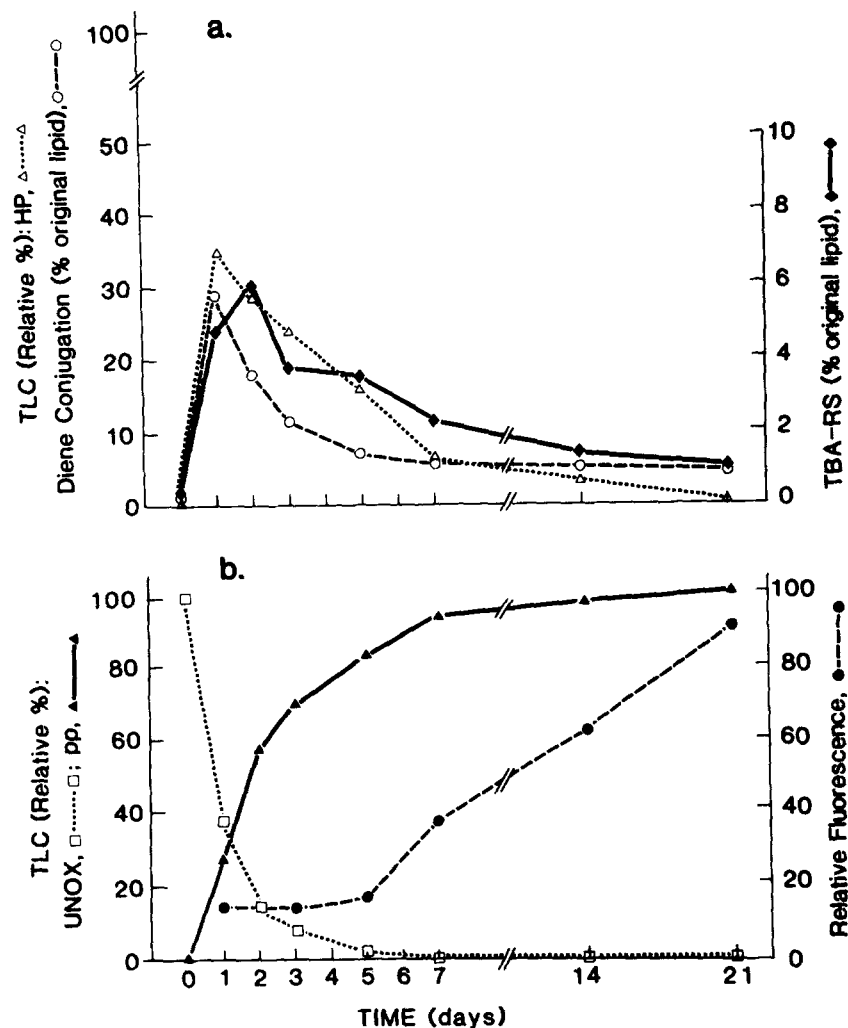 a.
100
50
40
30
20
10
0
TLC (Relative %): HP,
Diene Conjugation (% original lipid),
10
8
6
4
2
0
TBA-RS (% original lipid),
b.
100
80
60
40
20
0
TLC (Relative %):
UNOX, ; pp,
100
80
60
40
20
0
Relative Fluorescence,
0 1 2 3 5 6 7 14 21
TIME (days)